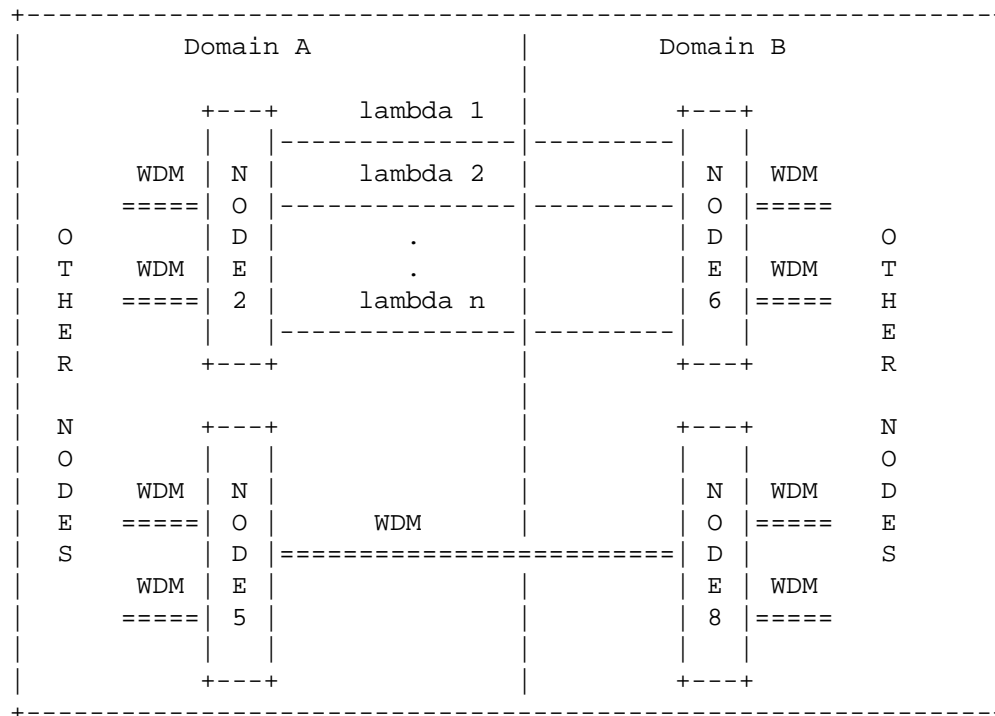 Domain A Domain B
lambda 1
WDM N lambda 2 N WDM
O O
O D . D O
T WDM E . E WDM T
H 2 lambda n 6 H
E E
R R
N N
O O
D WDM N N WDM D
E O WDM O E
S D D S
WDM E E WDM
5 8